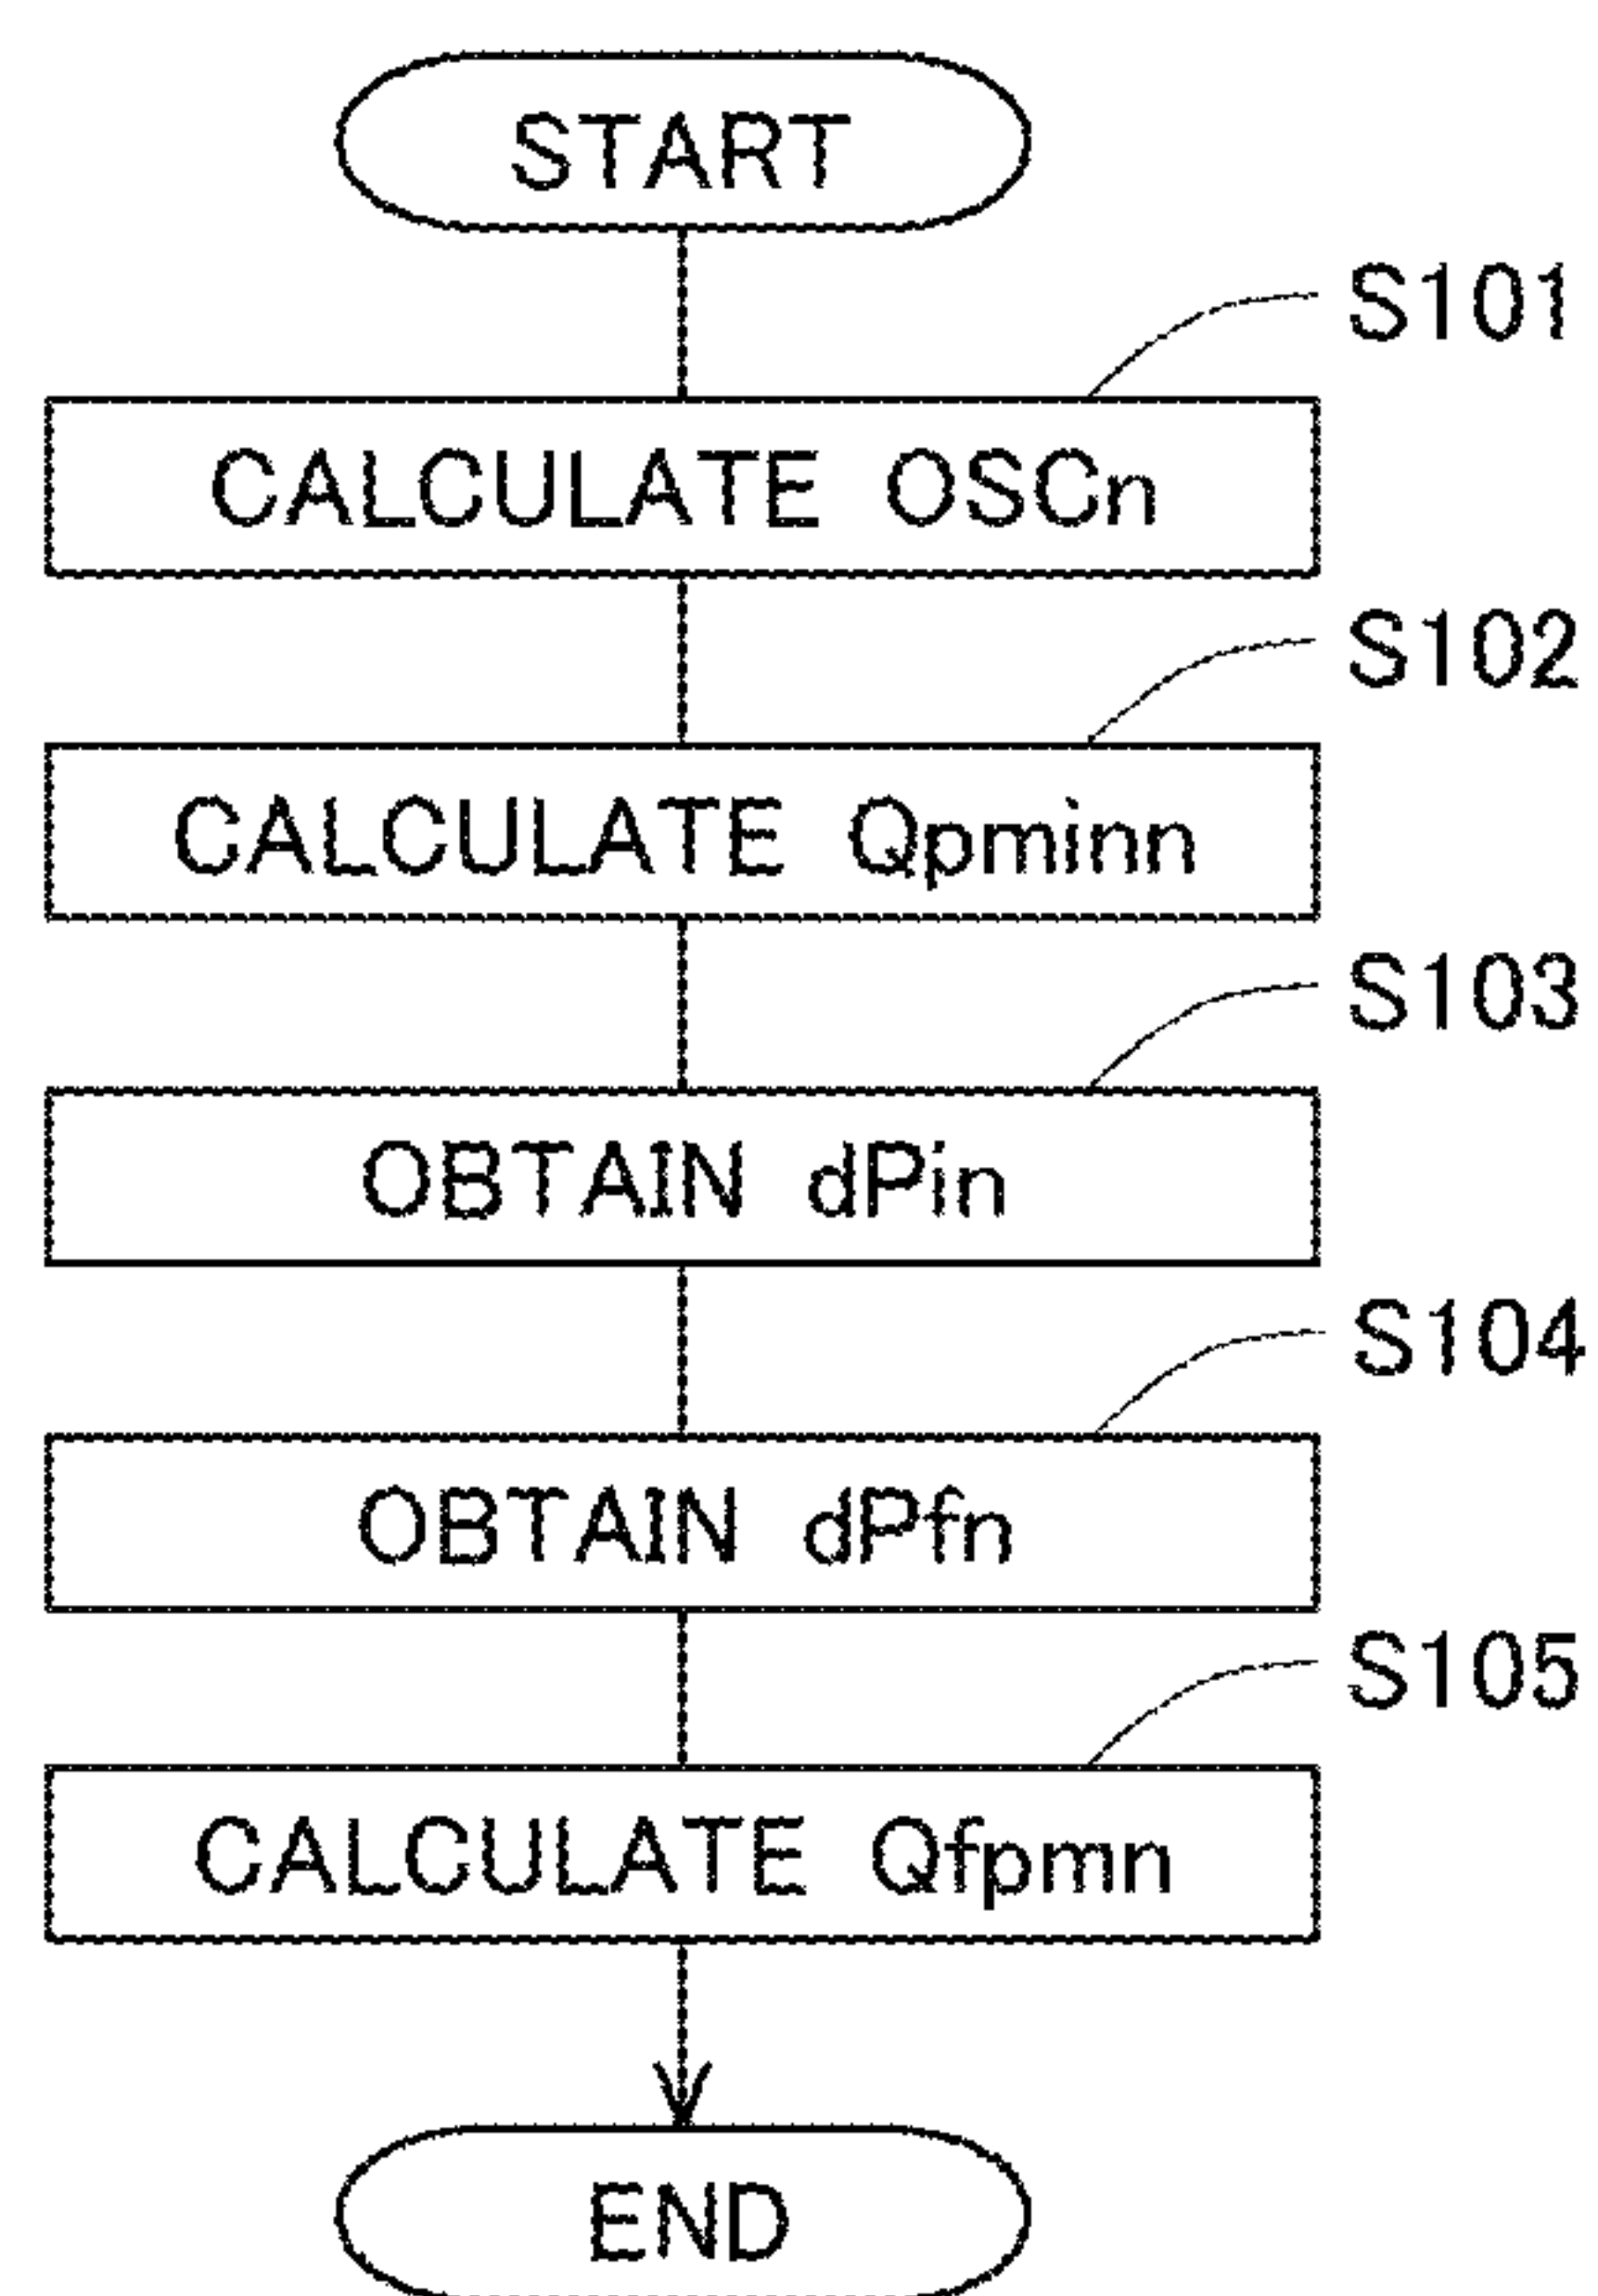 START
S101
CALCULATE OSCn
S102
CALCULATE Qpminn
S103
OBTAIN dPin
S104
OBTAIN dPfn
S105
CALCULATE Qfpmn
END